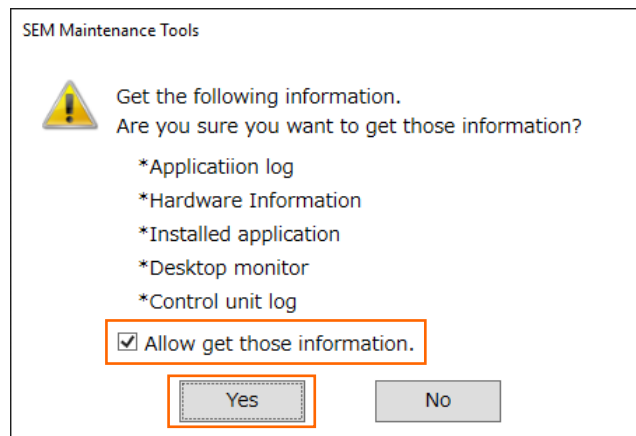 SEM Maintenance Tools
Get the following information.
Are you sure you want to get those information?
*Applicatiion log
*Hardware Information
*Installed application
*Desktop monitor
*Control unit log
Allow get those information.
Yes No